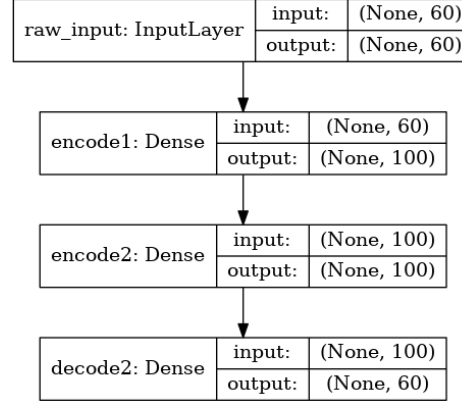 raw_input: InputLayer
input: (None, 60)
output: (None, 60)
encode1: Dense
input: (None, 60)
output: (None, 100)
encode2: Dense
input: (None, 100)
output: (None, 100)
decode2: Dense
input: (None, 100)
output: (None, 60)